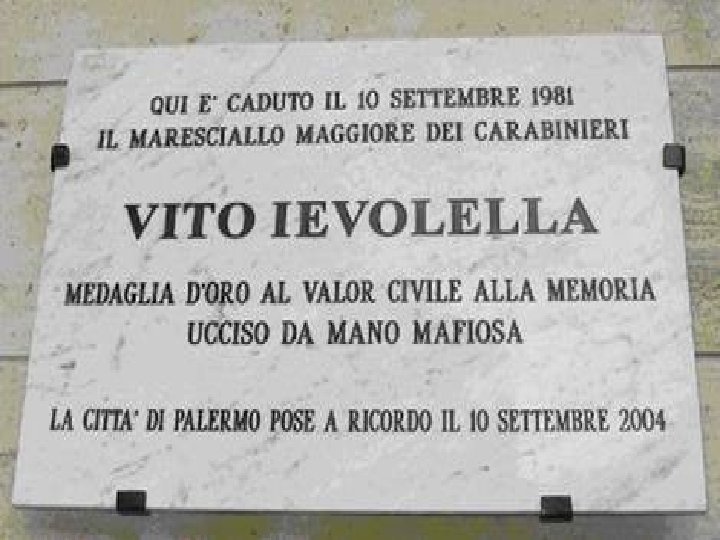 QUI E' CADUTO IL 10 SETTEMBRE 1981
IL MARESCIALLO MAGGIORE DEI CARABINIERI
VITO IEVOLELLA
MEDAGLIA D'ORO AL VALOR CIVILE ALLA MEMORIA
UCCISO DA MANO MAFIOSA
LA CITTA' DI PALERMO POSE A RICORDO IL 10 SETTEMBRE 2004